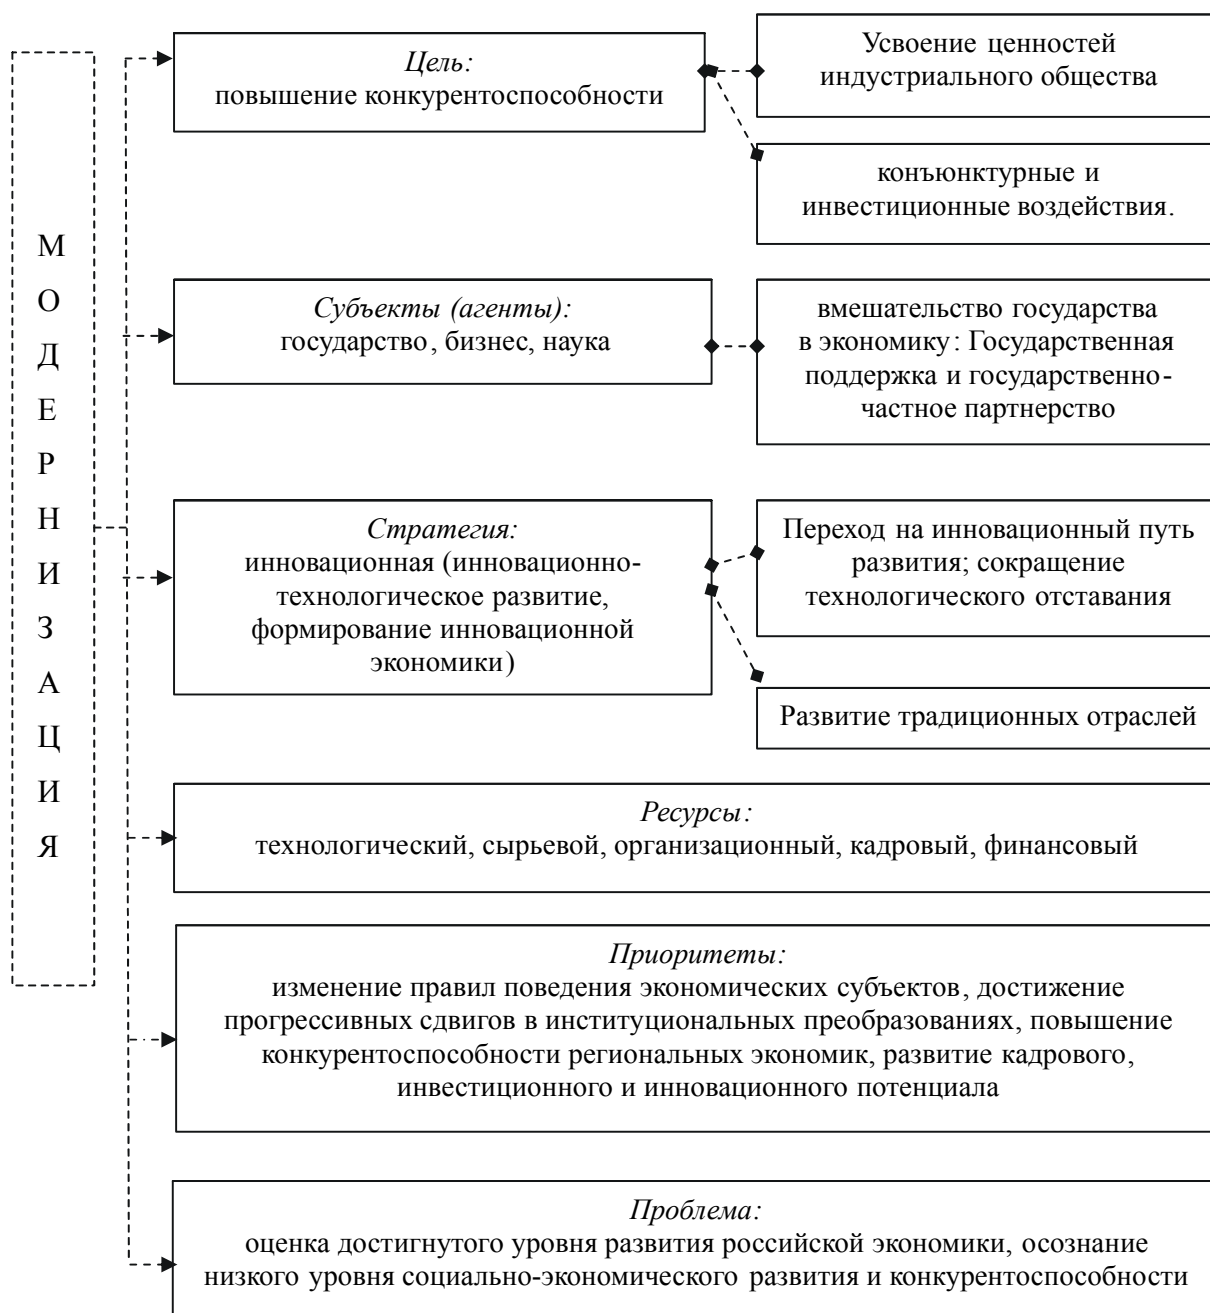 МОДЕРНИЗАЦИЯ
Цель:
повышение конкурентоспособности
Усвоение ценностей
индустриального общества
конъюнктурные и
инвестиционные воздействия.
Субъекты (агенты):
государство, бизнес, наука
вмешательство государства
в экономику: Государственная
поддержка и государственно-
частное партнерство
Стратегия:
инновационная (инновационно-
технологическое развитие,
формирование инновационной
экономики)
Переход на инновационный путь
развития; сокращение
технологического отставания
Развитие традиционных отраслей
Ресурсы:
технологический, сырьевой, организационный, кадровый, финансовый
Приоритеты:
изменение правил поведения экономических субъектов, достижение
прогрессивных сдвигов в институциональных преобразованиях, повышение
конкурентоспособности региональных экономик, развитие кадрового,
инвестиционного и инновационного потенциала
Проблема:
оценка достигнутого уровня развития российской экономики, осознание
низкого уровня социально-экономического развития и конкурентоспособности